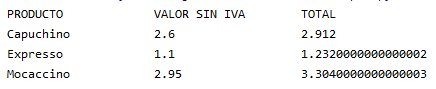 PRODUCTO VALOR SIN IVA TOTAL
Capuchino 2.6 2.912
Expresso 1.1 1.2320000000000002
Mocaccino 2.95 3.3040000000000003